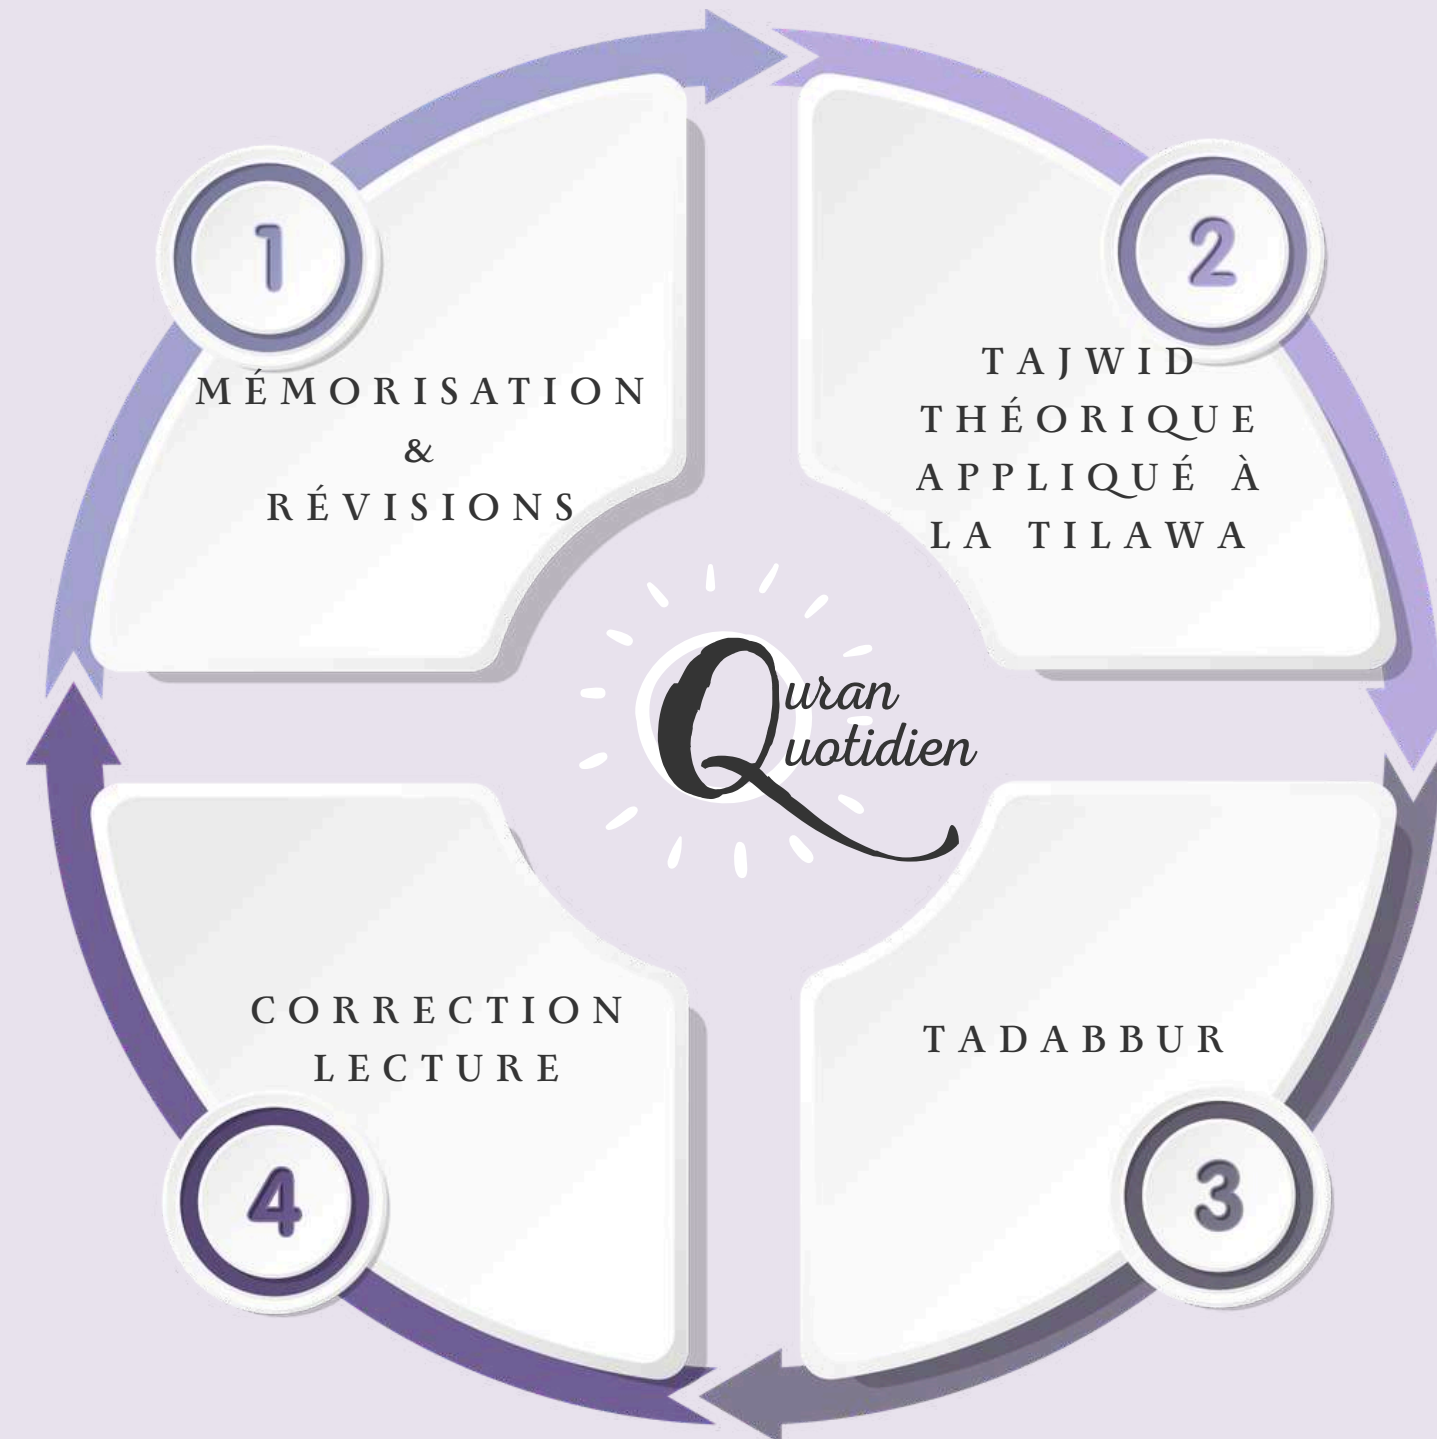 1
MÉMORISATION
&
RÉVISIONS
2
TAJWID
THÉORIQUE
APPLIQUÉ À
LA TILAWA
Quran
Quotidien
3
TADABBUR
4
CORRECTION
LECTURE